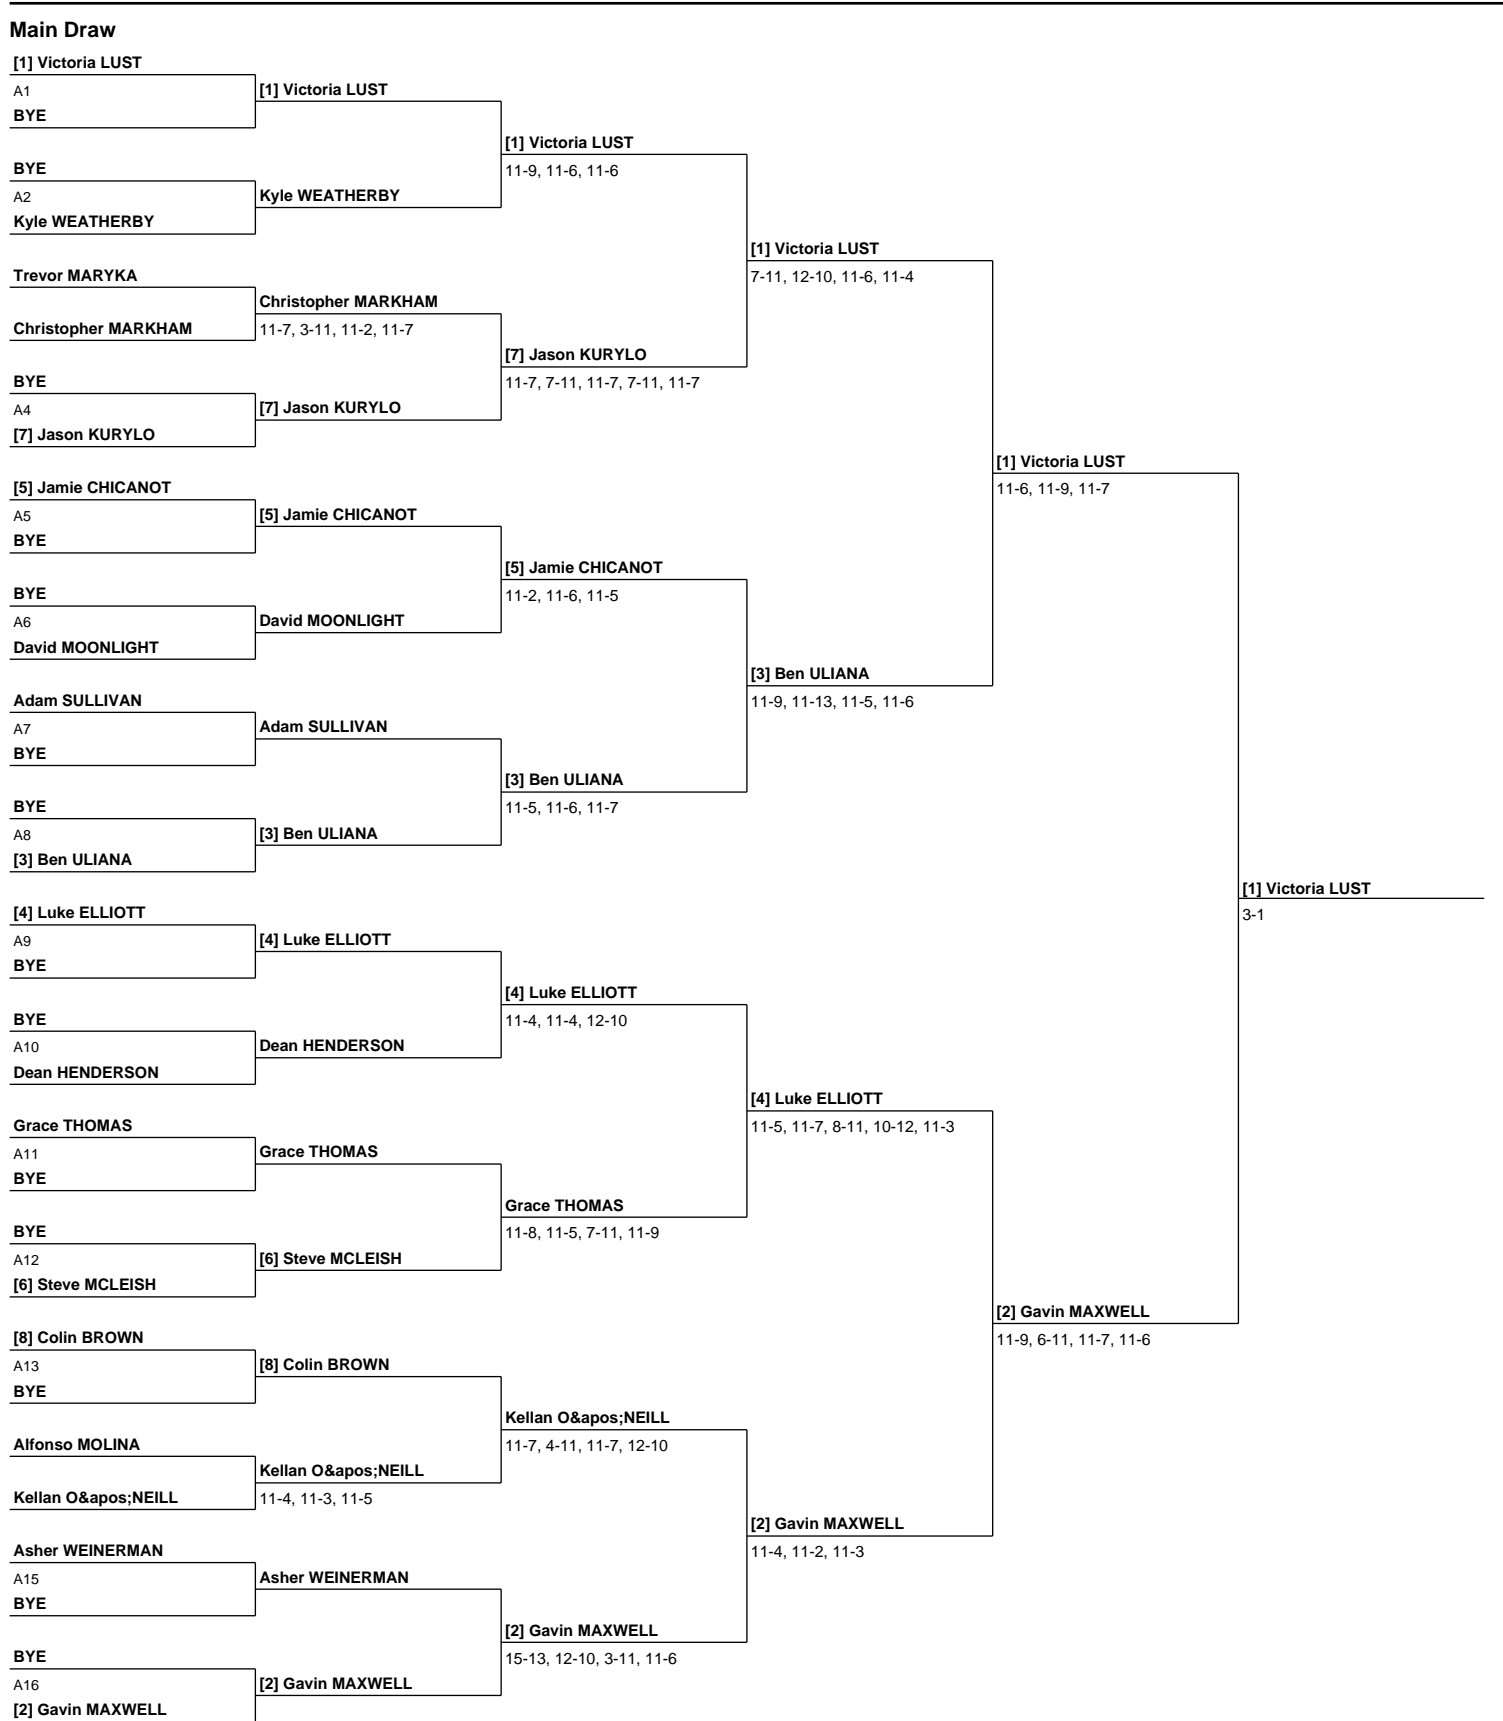 Main Draw
[1] Victoria LUST
A1
[1] Victoria LUST
BYE
[1] Victoria LUST
BYE
11-9, 11-6, 11-6
A2
Kyle WEATHERBY
Kyle WEATHERBY
[1] Victoria LUST
Trevor MARYKA
7-11, 12-10, 11-6, 11-4
Christopher MARKHAM
Christopher MARKHAM
11-7, 3-11, 11-2, 11-7
[7] Jason KURYLO
BYE
11-7, 7-11, 11-7, 7-11, 11-7
A4
[7] Jason KURYLO
[7] Jason KURYLO
[1] Victoria LUST
[5] Jamie CHICANOT
11-6, 11-9, 11-7
A5
[5] Jamie CHICANOT
BYE
[5] Jamie CHICANOT
BYE
11-2, 11-6, 11-5
A6
David MOONLIGHT
David MOONLIGHT
[3] Ben ULIANA
Adam SULLIVAN
11-9, 11-13, 11-5, 11-6
A7
Adam SULLIVAN
BYE
[3] Ben ULIANA
BYE
11-5, 11-6, 11-7
A8
[3] Ben ULIANA
[3] Ben ULIANA
[1] Victoria LUST
[4] Luke ELLIOTT
3-1
A9
[4] Luke ELLIOTT
BYE
[4] Luke ELLIOTT
BYE
11-4, 11-4, 12-10
A10
Dean HENDERSON
Dean HENDERSON
[4] Luke ELLIOTT
Grace THOMAS
11-5, 11-7, 8-11, 10-12, 11-3
A11
Grace THOMAS
BYE
Grace THOMAS
BYE
11-8, 11-5, 7-11, 11-9
A12
[6] Steve MCLEISH
[6] Steve MCLEISH
[2] Gavin MAXWELL
[8] Colin BROWN
11-9, 6-11, 11-7, 11-6
A13
[8] Colin BROWN
BYE
Kellan O&apos;NEILL
Alfonso MOLINA
11-7, 4-11, 11-7, 12-10
Kellan O&apos;NEILL
Kellan O&apos;NEILL
11-4, 11-3, 11-5
[2] Gavin MAXWELL
Asher WEINERMAN
11-4, 11-2, 11-3
A15
Asher WEINERMAN
BYE
[2] Gavin MAXWELL
BYE
15-13, 12-10, 3-11, 11-6
A16
[2] Gavin MAXWELL
[2] Gavin MAXWELL